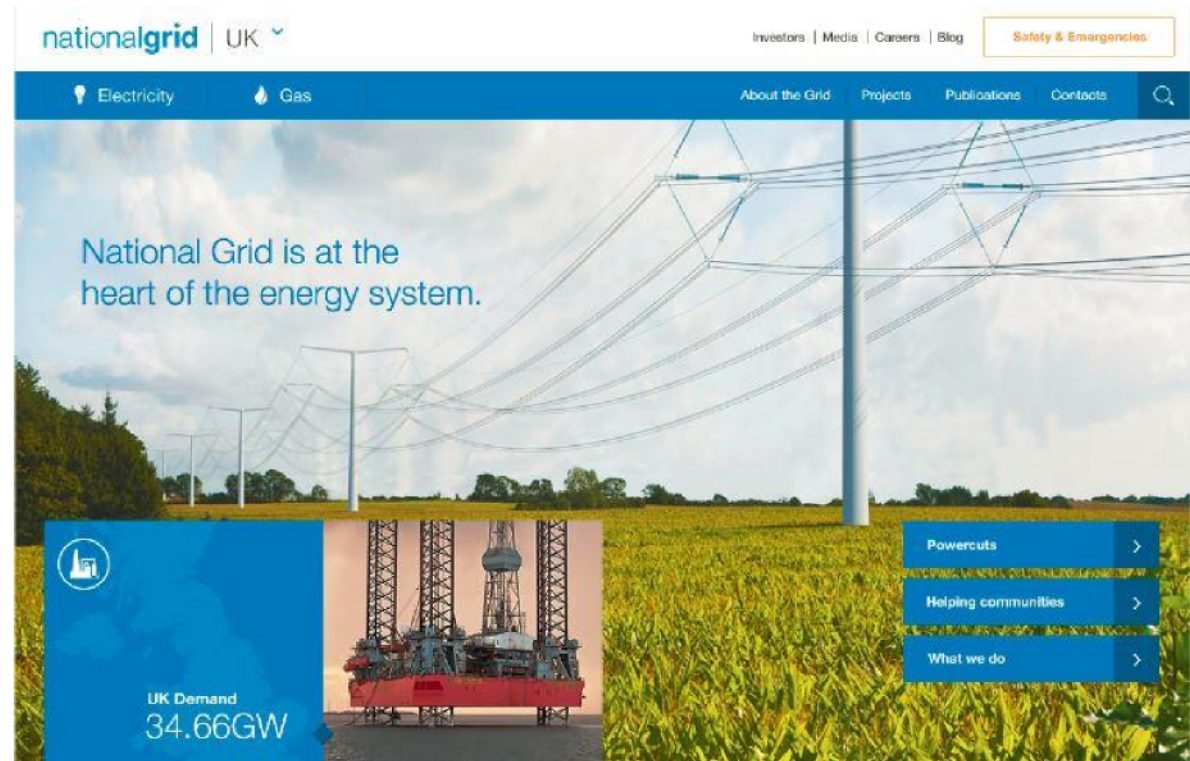 nationalgrid | UK
Investors | Media | Careers | Blog
Safety & Emergencies
Electricity
Gas
About the Grid
Projects
Publications
Contacts
National Grid is at the
heart of the energy system.
Powercuts
Helping communities
What we do
UK Demand
34.66GW